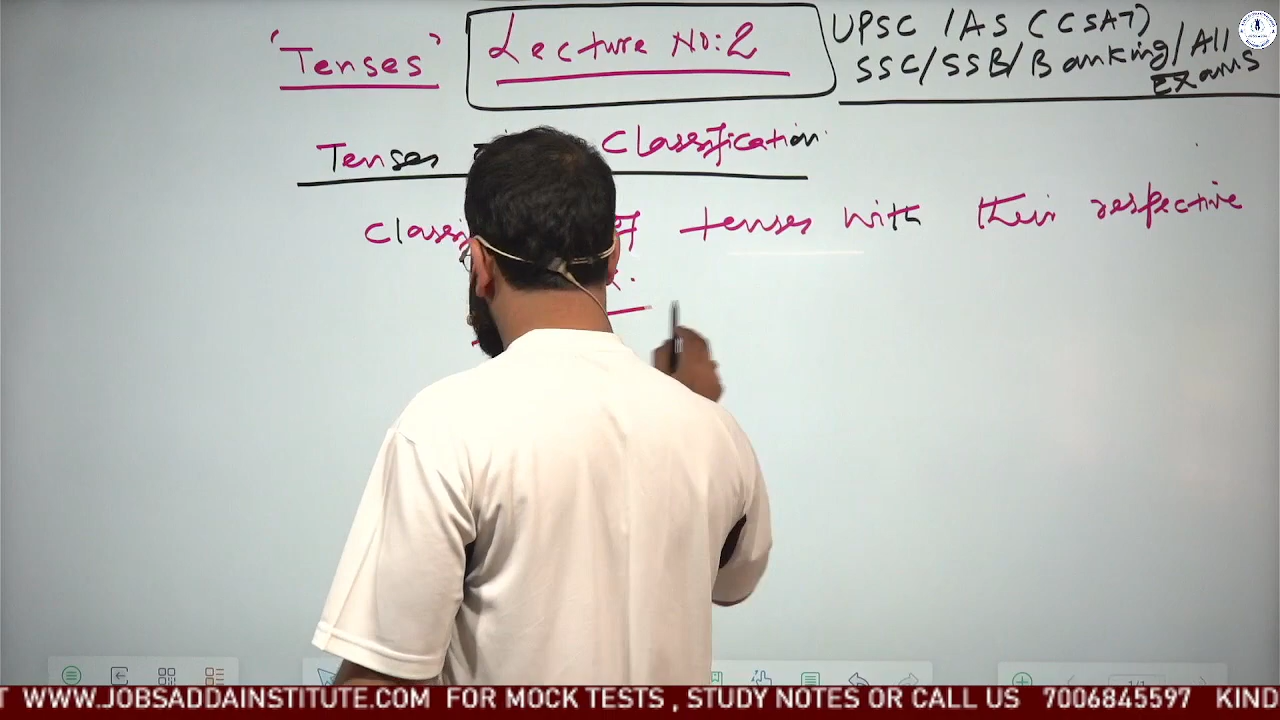 'Tenses' Lecture No:2 UPSC IAS (CSAT)
SSC/SSB/Banking/All
Exams
Tenses Classification
of tenses with their respective
T WWW.JOBSADDAINSTITUTE.COM FOR MOCK TESTS , STUDY NOTES OR CALL US 7006845597 KIND